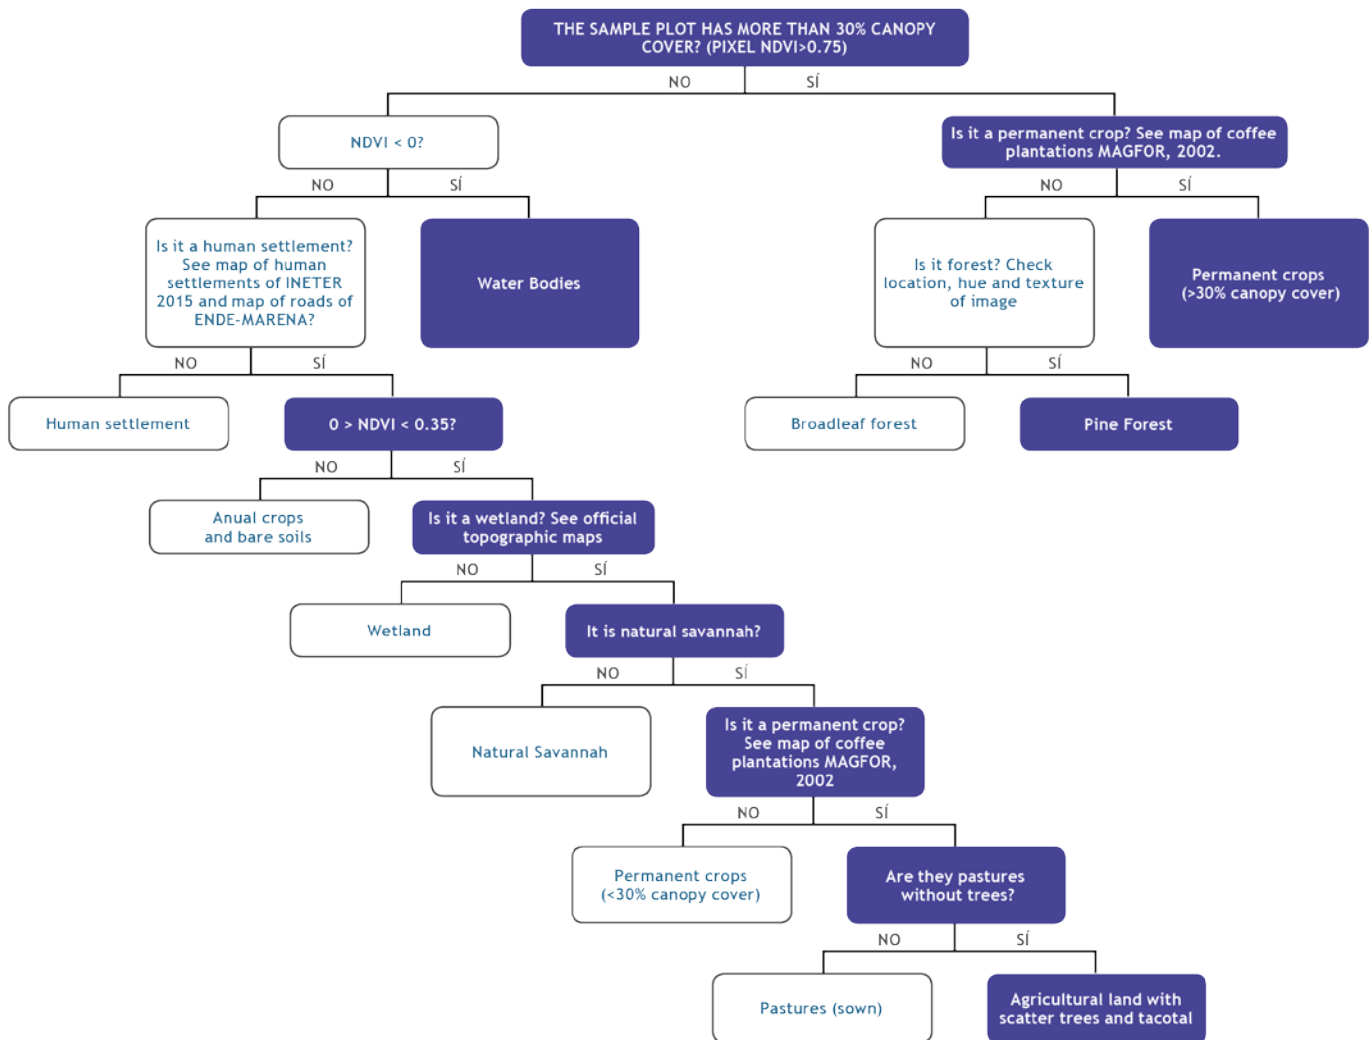 THE SAMPLE PLOT HAS MORE THAN 30% CANOPY
COVER? (PIXEL NDVI>0.75)
NO
SÍ
NDVI < 0?
Is it a permanent crop? See map of coffee
plantations MAGFOR, 2002.
NO
SÍ
NO
SÍ
Is it a human settlement?
See map of human
settlements of INETER
2015 and map of roads of
ENDE-MARENA?
Water Bodies
Is it forest? Check
location, hue and texture
of image
Permanent crops
(>30% canopy cover)
NO
SÍ
NO
SÍ
Human settlement
0 > NDVI < 0.35?
Broadleaf forest
Pine Forest
NO
SÍ
Anual crops
and bare soils
Is it a wetland? See official
topographic maps
NO
SÍ
Wetland
It is natural savannah?
NO
SÍ
Natural Savannah
Is it a permanent crop?
See map of coffee
plantations MAGFOR,
2002
NO
SÍ
Permanent crops
(<30% canopy cover)
Are they pastures
without trees?
NO
SÍ
Pastures (sown)
Agricultural land with
scatter trees and tacotal